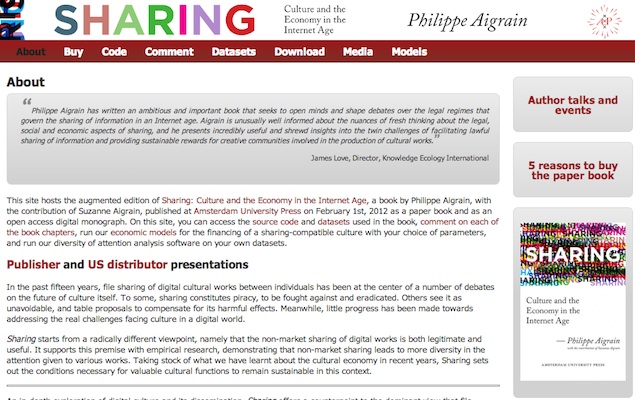 SHARING
Culture and the
Economy in the
Internet Age
Philippe Aigrain
About Buy Code Comment Datasets Download Media Models
About
“ Philippe Aigrain has written an ambitious and important book that seeks to open minds and shape debates over the legal regimes that
govern the sharing of information in an Internet age. Aigrain is unusually well informed about the nuances of fresh thinking about the legal,
social and economic aspects of sharing, and he presents incredibly useful and shrewd insights into the twin challenges of facilitating lawful
sharing of information and providing sustainable rewards for creative communities involved in the production of cultural works.”
James Love, Director, Knowledge Ecology International
This site hosts the augmented edition of Sharing: Culture and the Economy in the Internet Age, a book by Philippe Aigrain, with
the contribution of Suzanne Aigrain, published at Amsterdam University Press on February 1st, 2012 as a paper book and as an
open access digital monograph. On this site, you can access the source code and datasets used in the book, comment on each of
the book chapters, run our economic models for the financing of a sharing-compatible culture with your choice of parameters,
and run our diversity of attention analysis software on your own datasets.
Publisher and US distributor presentations
In the past fifteen years, file sharing of digital cultural works between individuals has been at the center of a number of debates
on the future of culture itself. To some, sharing constitutes piracy, to be fought against and eradicated. Others see it as
unavoidable, and table proposals to compensate for its harmful effects. Meanwhile, little progress has been made towards
addressing the real challenges facing culture in a digital world.
Sharing starts from a radically different viewpoint, namely that the non-market sharing of digital works is both legitimate and
useful. It supports this premise with empirical research, demonstrating that non-market sharing leads to more diversity in the
attention given to various works. Taking stock of what we have learnt about the cultural economy in recent years, Sharing sets
out the conditions necessary for valuable cultural functions to remain sustainable in this context.
An in-depth exploration of digital culture and its dissemination, Sharing offers a counterpoint to the dominant view that file
Author talks and
events
5 reasons to buy
the paper book
SHARING
Culture and the
Economy in the
Internet Age
— Philippe Aigrain
with the contribution of Suzanne Aigrain
AMSTERDAM UNIVERSITY PRESS